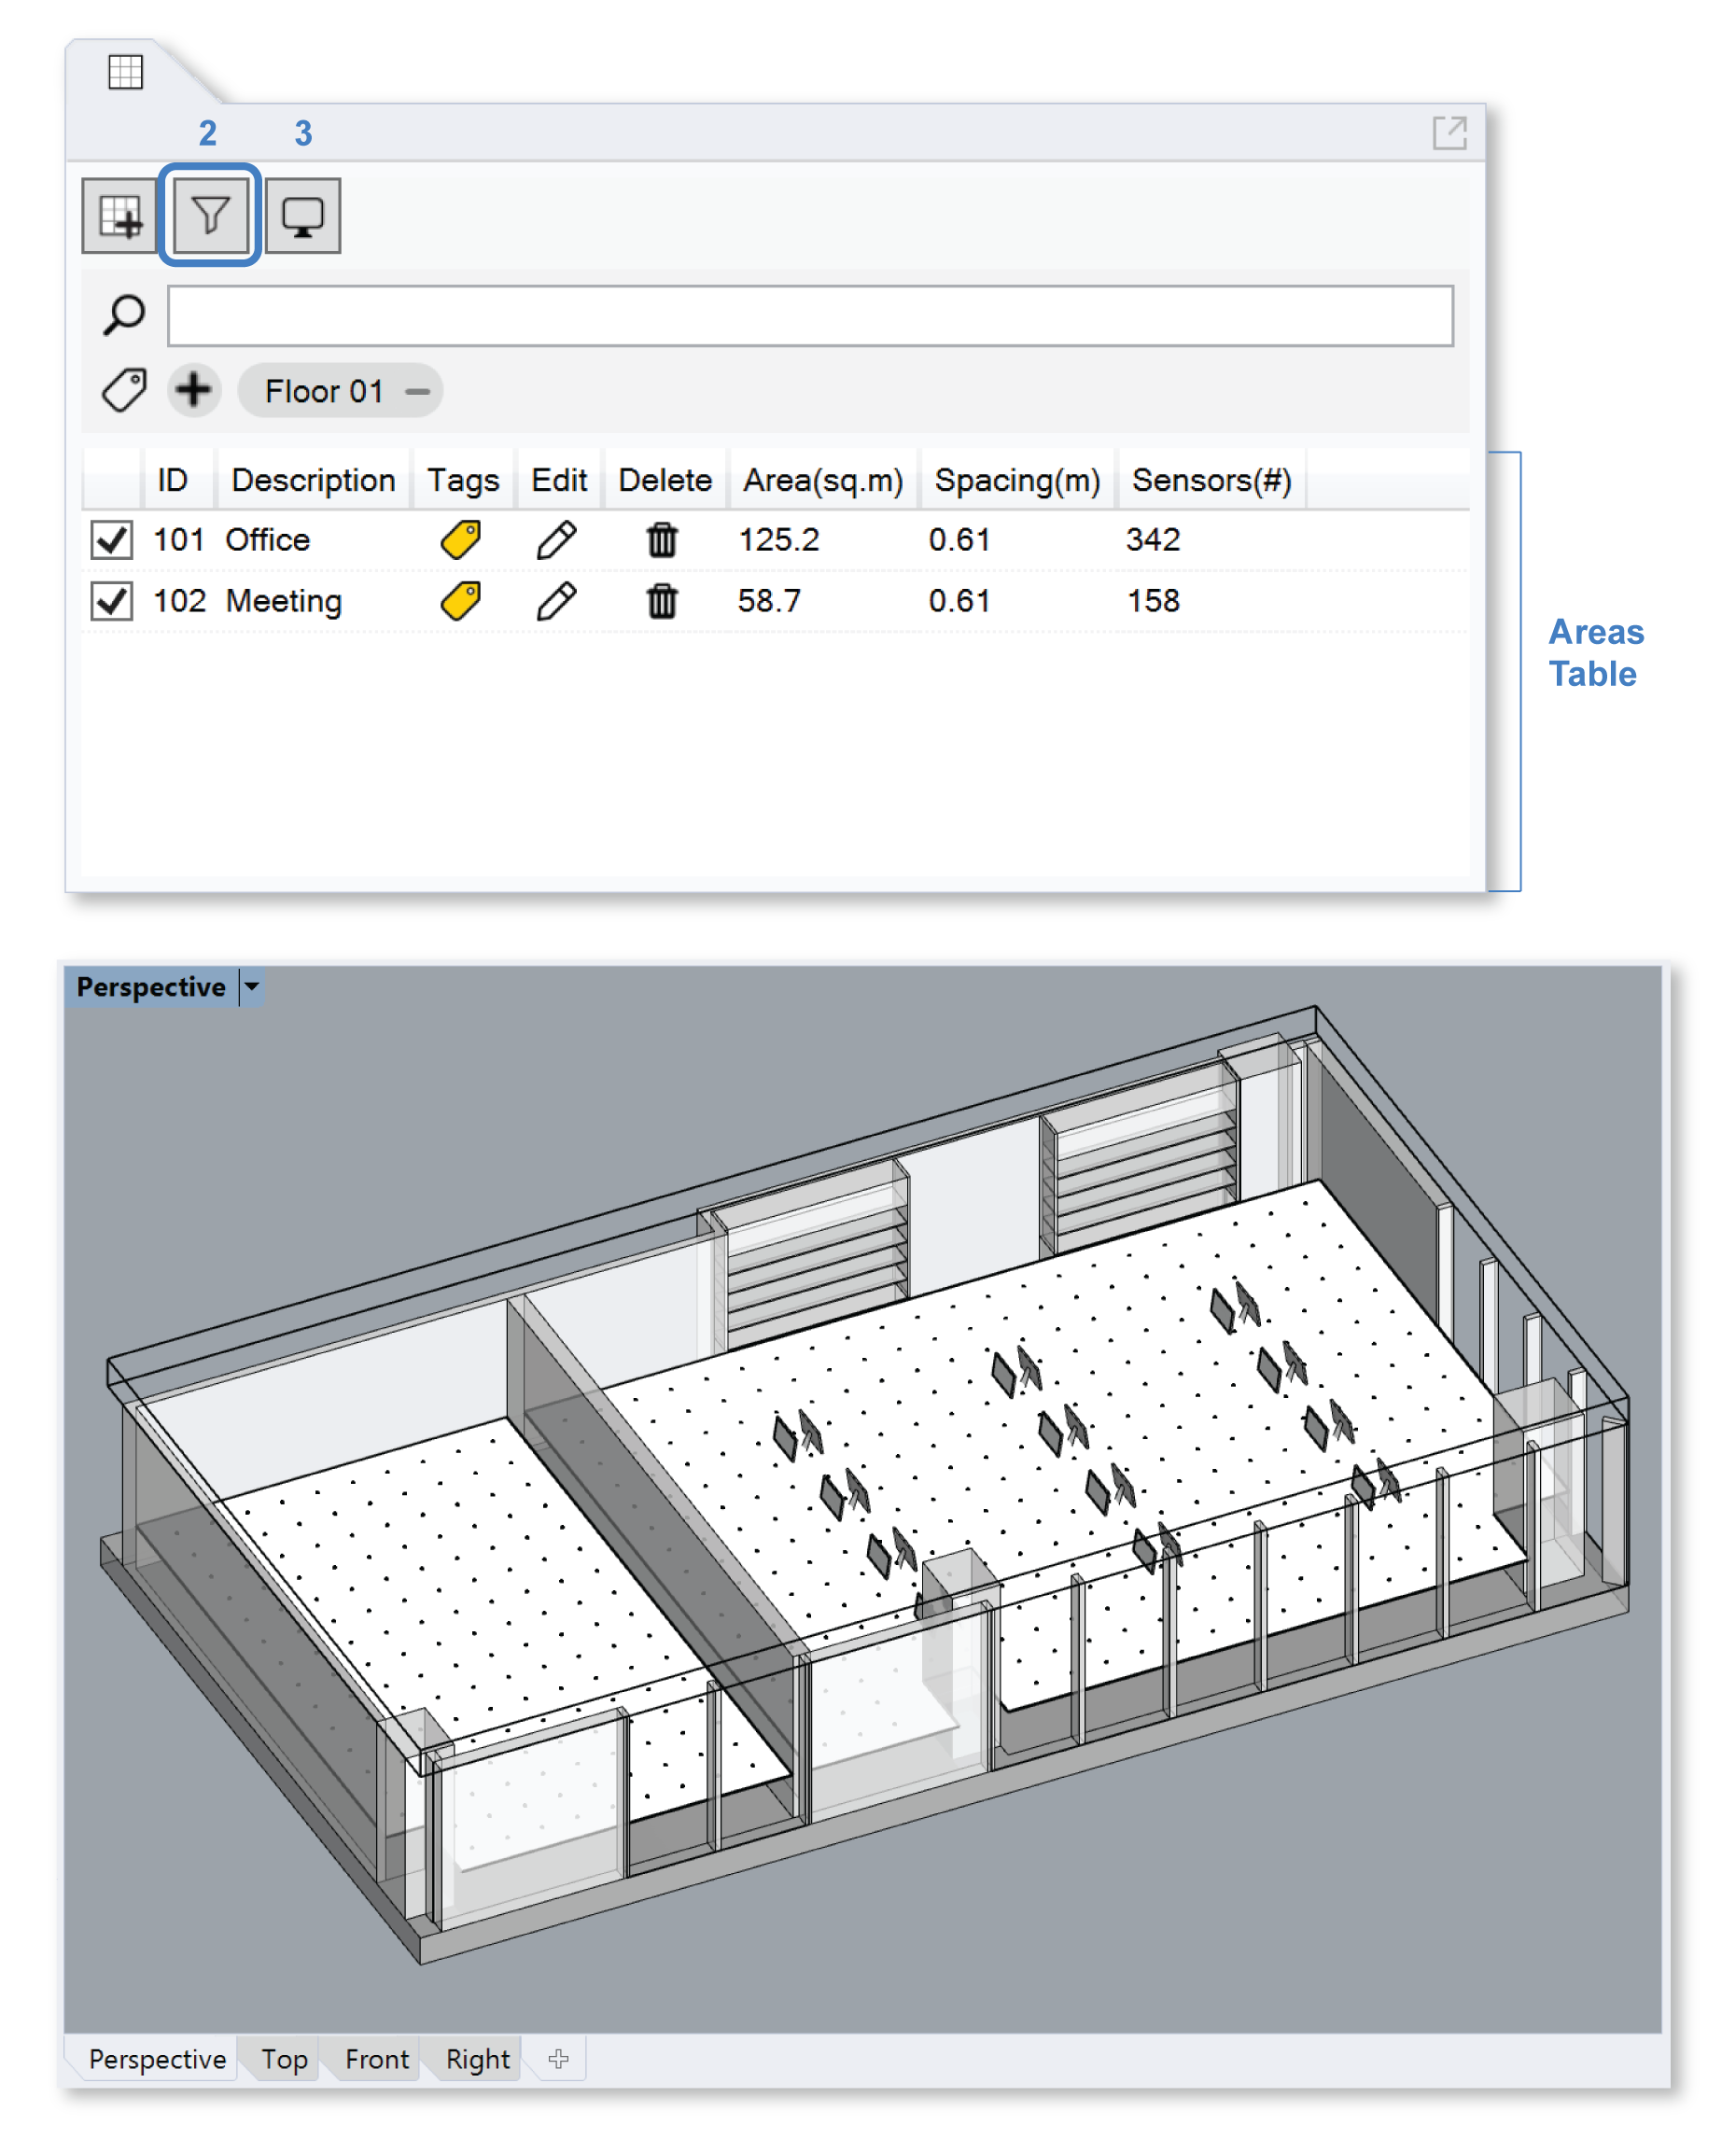 2 3
Floor 01
ID Description Tags Edit Delete Area(sq.m) Spacing(m) Sensors(#)
101 Office 125.2 0.61 342
102 Meeting 58.7 0.61 158
Areas
Table
Perspective
Perspective Top Front Right